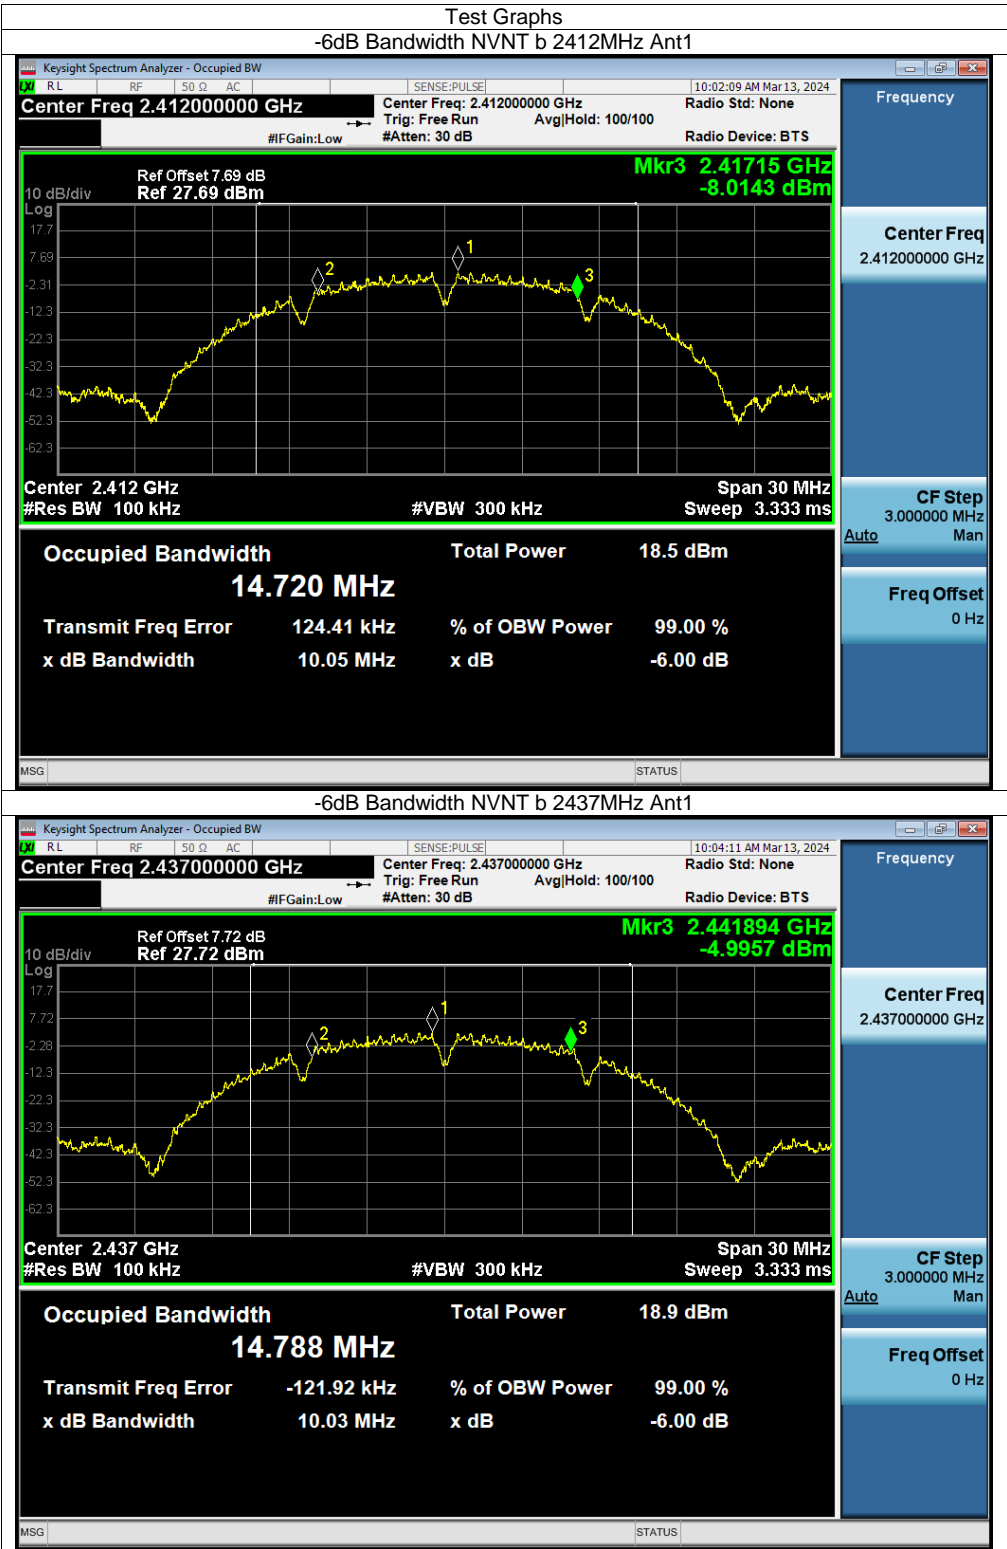 Test Graphs
-6dB Bandwidth NVNT b 2412MHz Ant1
Keysight Spectrum Analyzer - Occupied BW
LXI RL RF 50 Ω AC SENSE:PULSE 10:02:09 AM Mar 13, 2024
Center Freq 2.412000000 GHz
Center Freq: 2.412000000 GHz
Radio Std: None
Trig: Free Run Avg|Hold: 100/100
#IFGain:Low #Atten: 30 dB Radio Device: BTS
Mkr3 2.41715 GHz
-8.0143 dBm
Ref Offset 7.69 dB
10 dB/div Ref 27.69 dBm
Log
17.7
7.69
-2.31
-12.3
-22.3
-32.3
-42.3
-52.3
-62.3
1
2
3
Center 2.412 GHz Span 30 MHz
#Res BW 100 kHz #VBW 300 kHz Sweep 3.333 ms
Occupied Bandwidth Total Power 18.5 dBm
14.720 MHz
Transmit Freq Error 124.41 kHz % of OBW Power 99.00 %
x dB Bandwidth 10.05 MHz x dB -6.00 dB
MSG STATUS
Frequency
Center Freq
2.412000000 GHz
CF Step
3.000000 MHz
Auto Man
Freq Offset
0 Hz
-6dB Bandwidth NVNT b 2437MHz Ant1
Keysight Spectrum Analyzer - Occupied BW
LXI RL RF 50 Ω AC SENSE:PULSE 10:04:11 AM Mar 13, 2024
Center Freq 2.437000000 GHz
Center Freq: 2.437000000 GHz
Radio Std: None
Trig: Free Run Avg|Hold: 100/100
#IFGain:Low #Atten: 30 dB Radio Device: BTS
Mkr3 2.441894 GHz
-4.9957 dBm
Ref Offset 7.72 dB
10 dB/div Ref 27.72 dBm
Log
17.7
7.72
-2.28
-12.3
-22.3
-32.3
-42.3
-52.3
-62.3
1
2
3
Center 2.437 GHz Span 30 MHz
#Res BW 100 kHz #VBW 300 kHz Sweep 3.333 ms
Occupied Bandwidth Total Power 18.9 dBm
14.788 MHz
Transmit Freq Error -121.92 kHz % of OBW Power 99.00 %
x dB Bandwidth 10.03 MHz x dB -6.00 dB
MSG STATUS
Frequency
Center Freq
2.437000000 GHz
CF Step
3.000000 MHz
Auto Man
Freq Offset
0 Hz